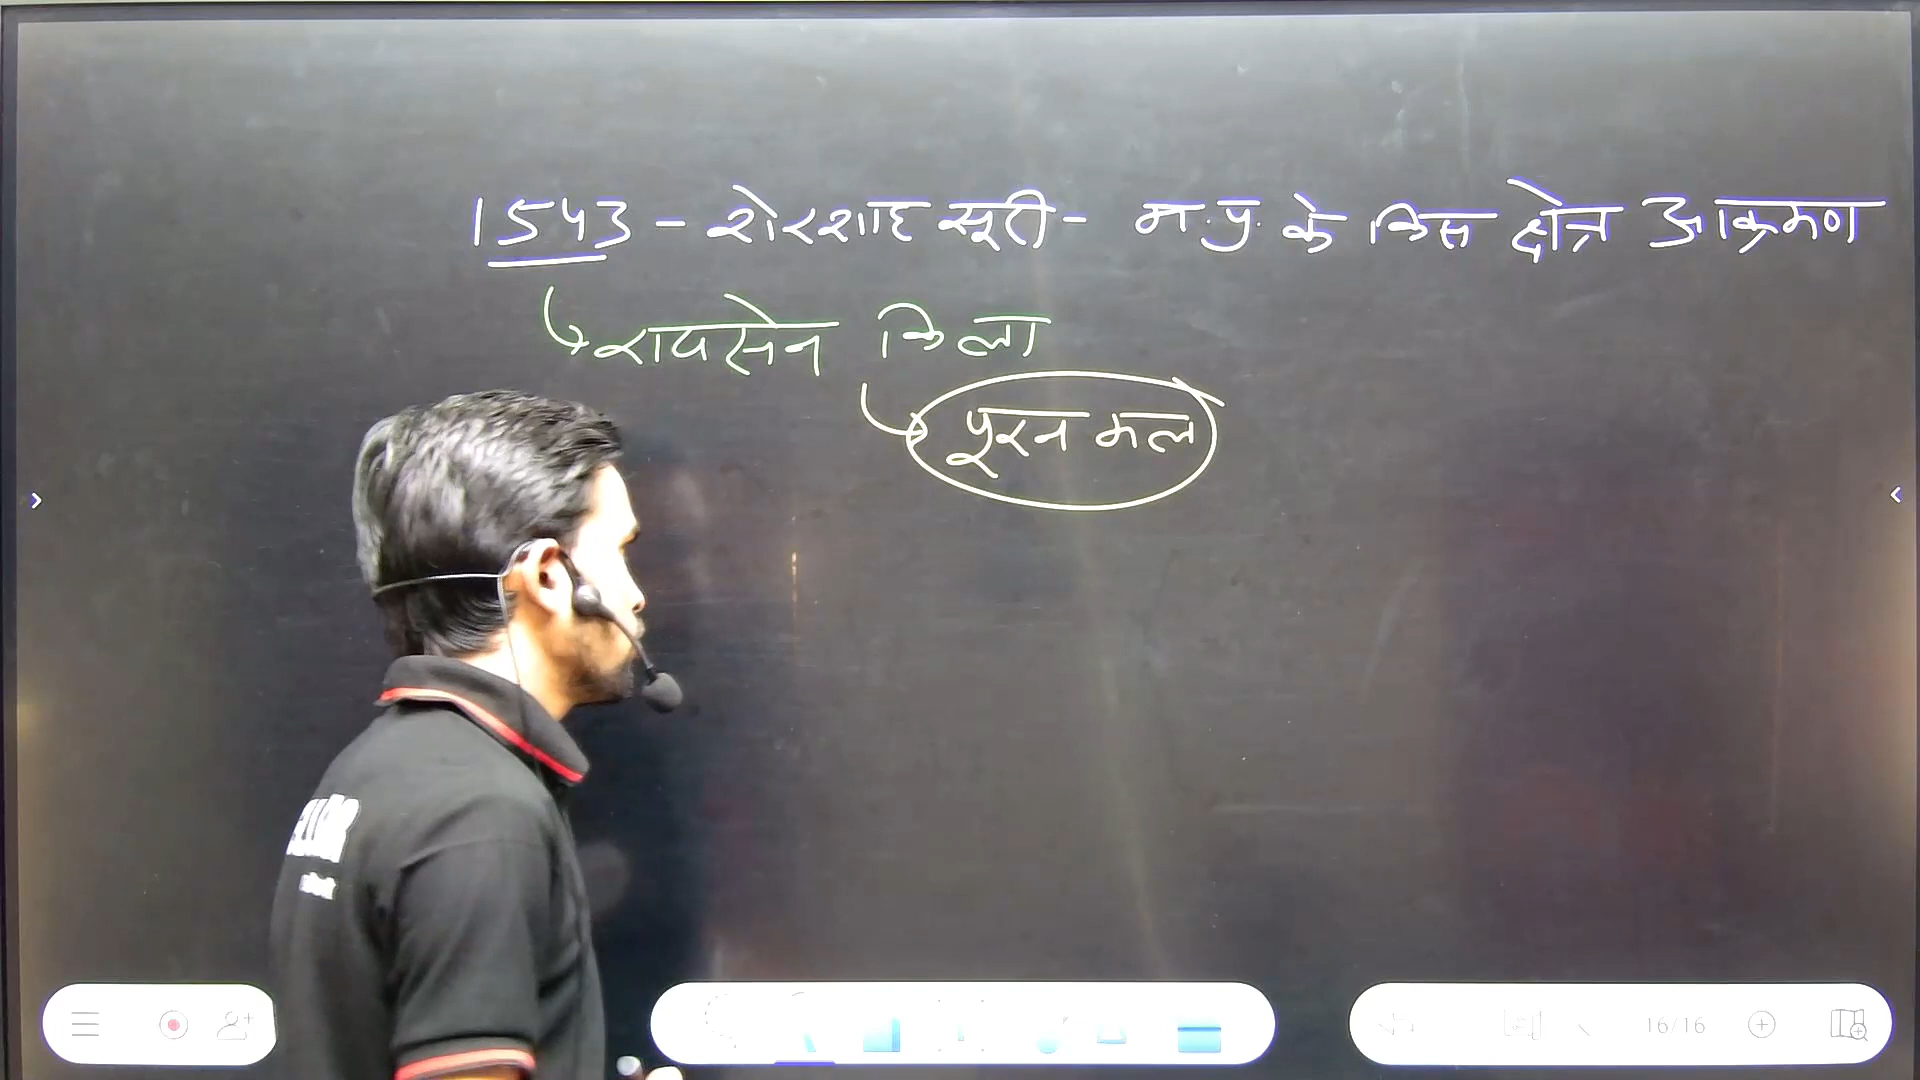 1543 - शेरशाह सूरी - म.प्र. के किस क्षेत्र आक्रमण
रायसेन किला
पूरन मल
16/16